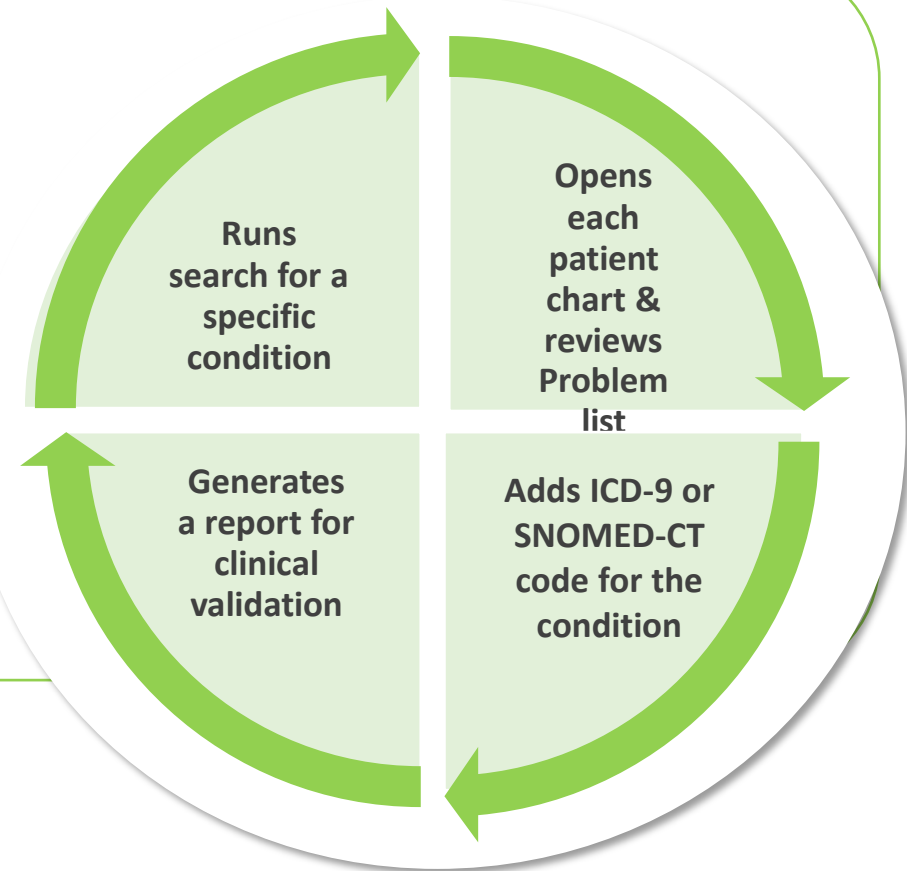 Runs
search for a
specific
condition
Opens
each
patient
chart &
reviews
Problem
list
Adds ICD-9 or
SNOMED-CT
code for the
condition
Generates
a report for
clinical
validation